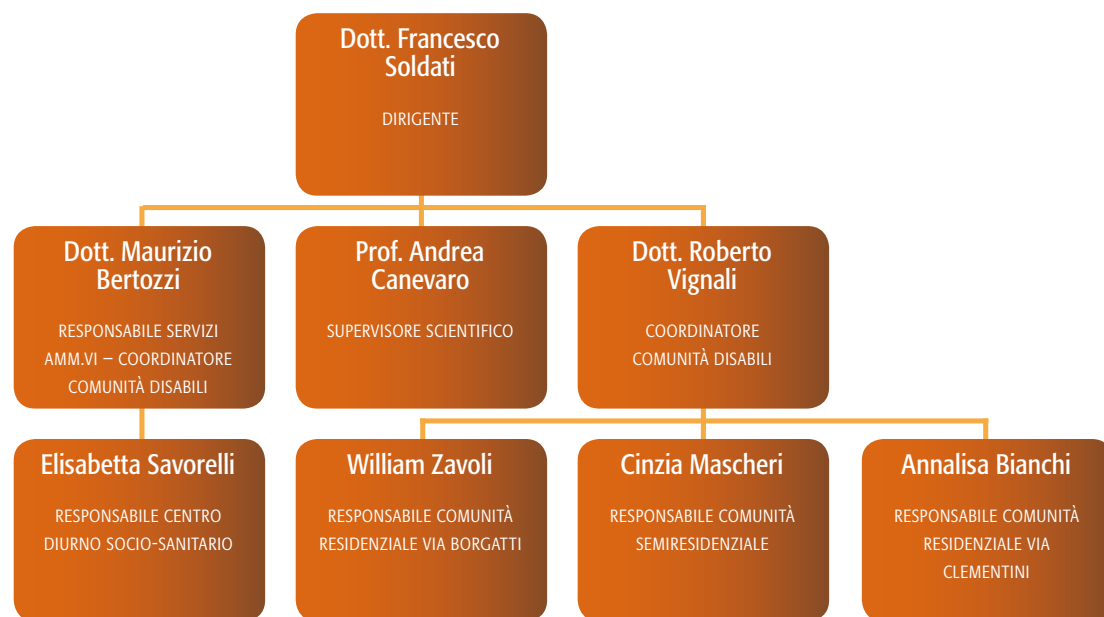 Dott. Francesco
Soldati
DIRIGENTE
Dott. Maurizio
Bertozzi
RESPONSABILE SERVIZI
AMM.VI – COORDINATORE
COMUNITÀ DISABILI
Prof. Andrea
Canevaro
SUPERVISORE SCIENTIFICO
Dott. Roberto
Vignali
COORDINATORE
COMUNITÀ DISABILI
Elisabetta Savorelli
RESPONSABILE CENTRO
DIURNO SOCIO-SANITARIO
William Zavoli
RESPONSABILE COMUNITÀ
RESIDENZIALE VIA BORGATTI
Cinzia Mascheri
RESPONSABILE COMUNITÀ
SEMIRESIDENZIALE
Annalisa Bianchi
RESPONSABILE COMUNITÀ
RESIDENZIALE VIA
CLEMENTINI